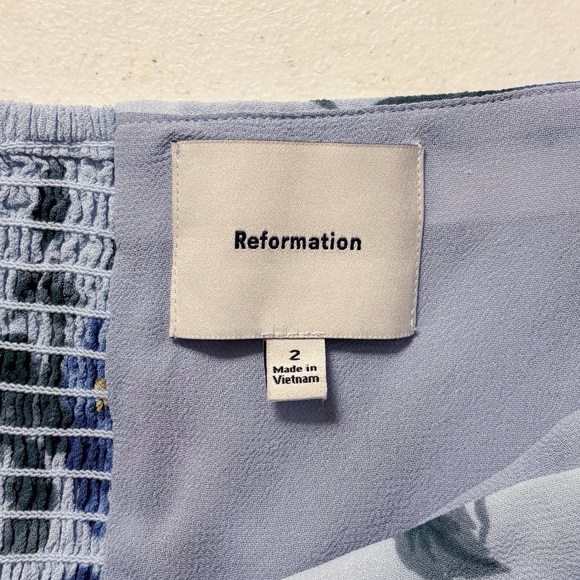 Reformation
2
Made in
Vietnam